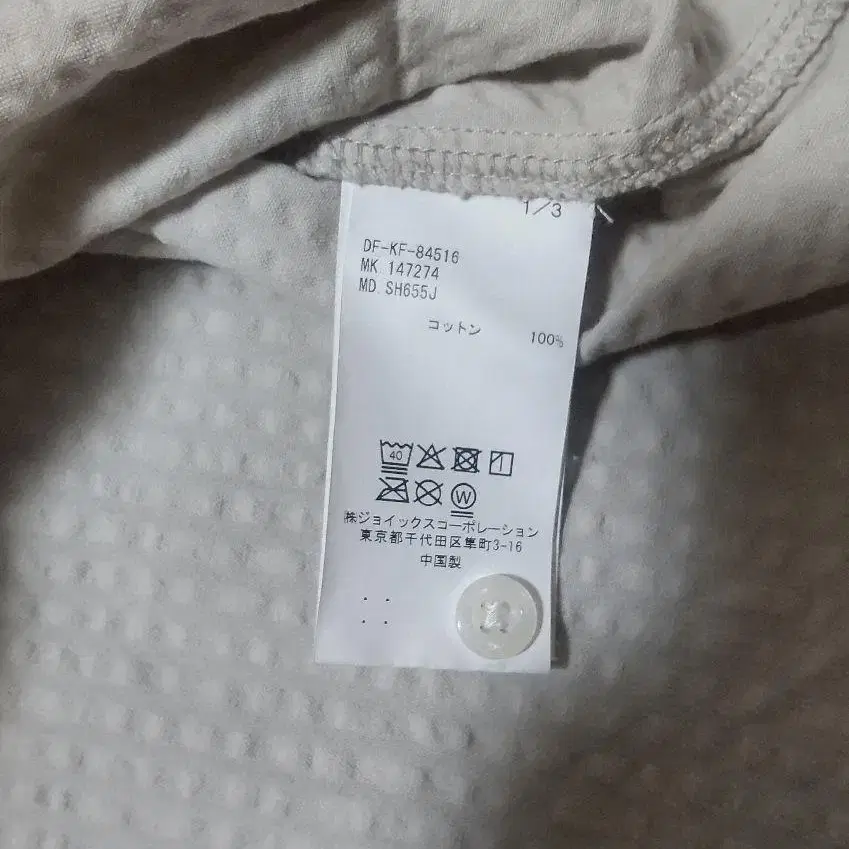 1/3
DF-KF-84516
MK.147274
MD.SH655J
コットン 100%
40
W
㈱ジョイックスコーポレーション
東京都千代田区隼町3-16
中国製